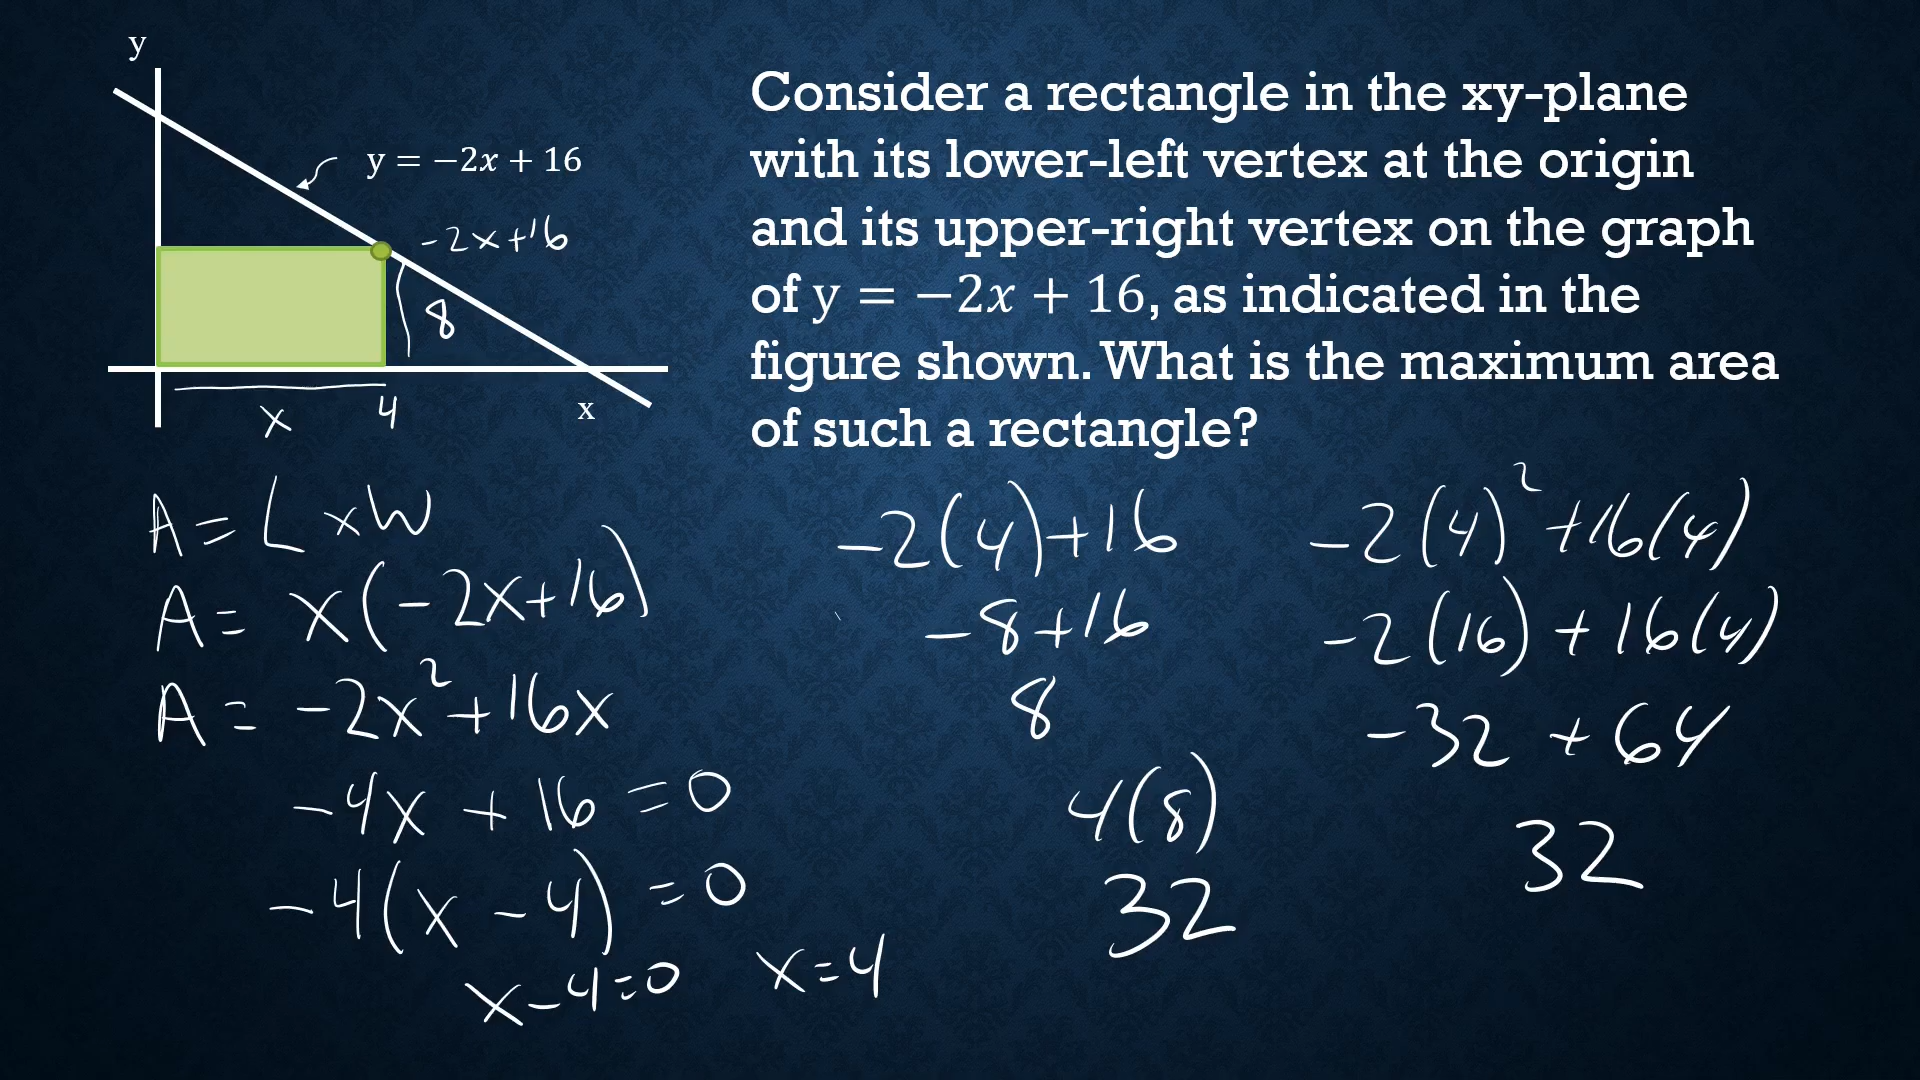 y
y = −2x + 16
-2x+16
8
x
4
x
Consider a rectangle in the xy-plane
with its lower-left vertex at the origin
and its upper-right vertex on the graph
of y = −2x + 16, as indicated in the
figure shown. What is the maximum area
of such a rectangle?
A = L x W
A = x(-2x+16)
A = -2x²+16x
-4x + 16 = 0
-4(x - 4) = 0
x-4=0
x=4
-2(4)+16
-8+16
8
4(8)
32
-2(4)²+16(4)
-2(16)+16(4)
-32 + 64
32